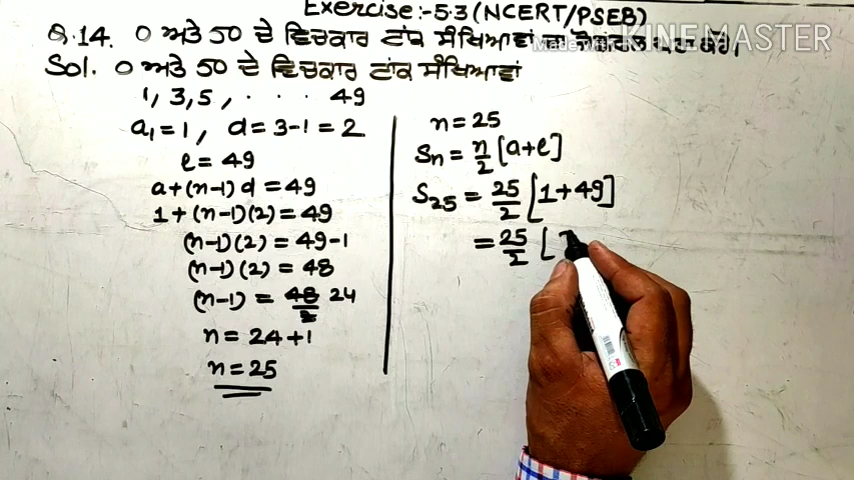 Exercise:-5.3 (NCERT/PSEB)
Q.14. 0 ਅਤੇ 50 ਦੇ ਵਿਚਕਾਰ ਟਾਂਕ ਸੰਖਿਆਵਾਂ ਦਾ
Made with KINEMASTER
Sol. 0 ਅਤੇ 50 ਦੇ ਵਿਚਕਾਰ ਟਾਂਕ ਸੰਖਿਆਵਾਂ
1, 3, 5, . . . 49
a₁ = 1, d = 3-1 = 2
l = 49
a+(n-1) d = 49
1 + (n-1) (2) = 49
(n-1) (2) = 49-1
(n-1) (2) = 48
(n-1) = 48/2 24
n = 24+1
n = 25
n = 25
Sn = n/2 [a+l]
S₂₅ = 25/2 [1+49]
= 25/2 [